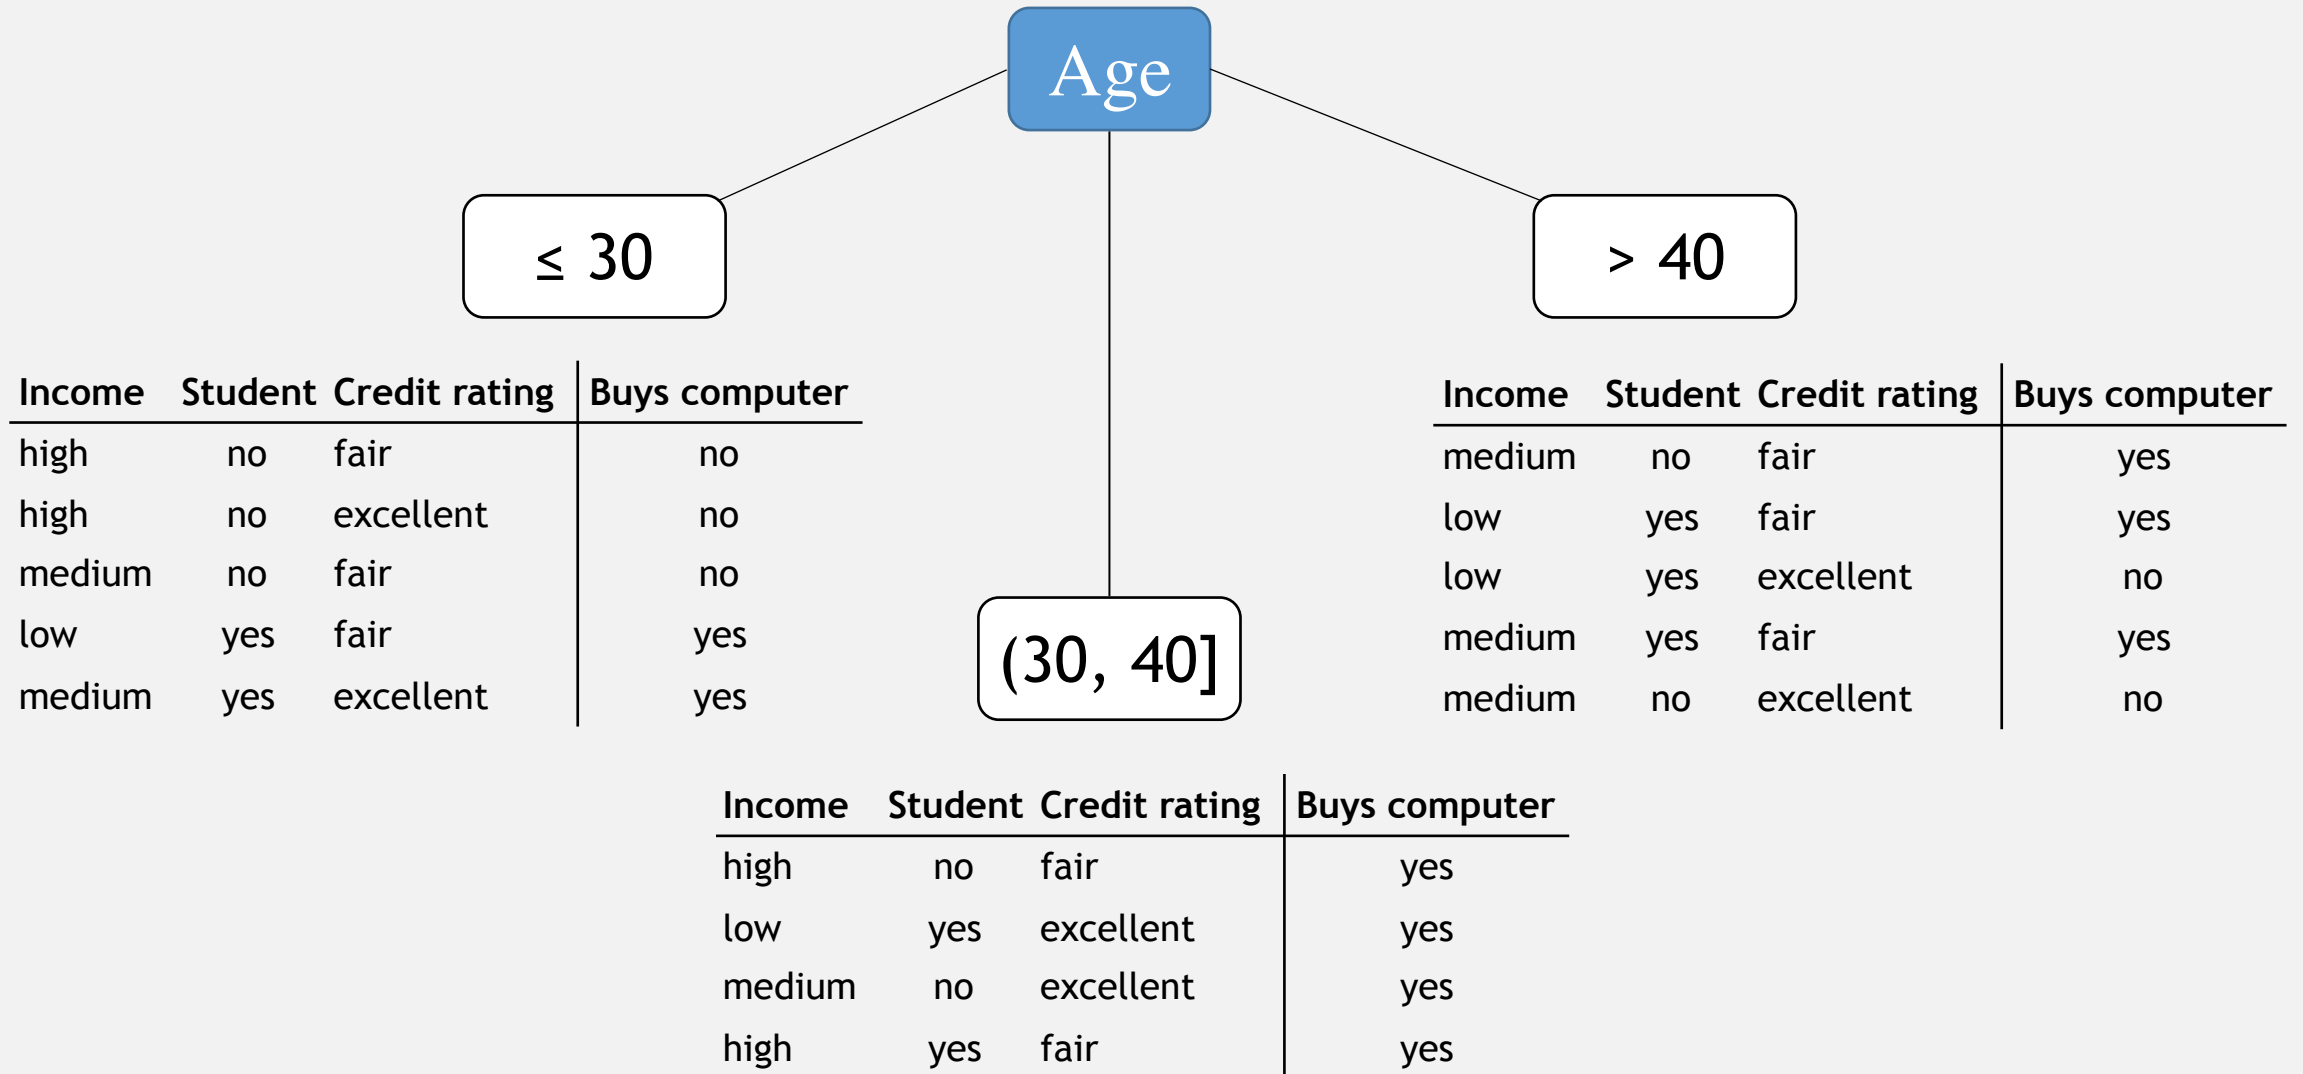 Age
≤ 30
> 40
Income Student Credit rating Buys computer
high no fair no
high no excellent no
medium no fair no
low yes fair yes
medium yes excellent yes
Income Student Credit rating Buys computer
medium no fair yes
low yes fair yes
low yes excellent no
medium yes fair yes
medium no excellent no
(30, 40]
Income Student Credit rating Buys computer
high no fair yes
low yes excellent yes
medium no excellent yes
high yes fair yes